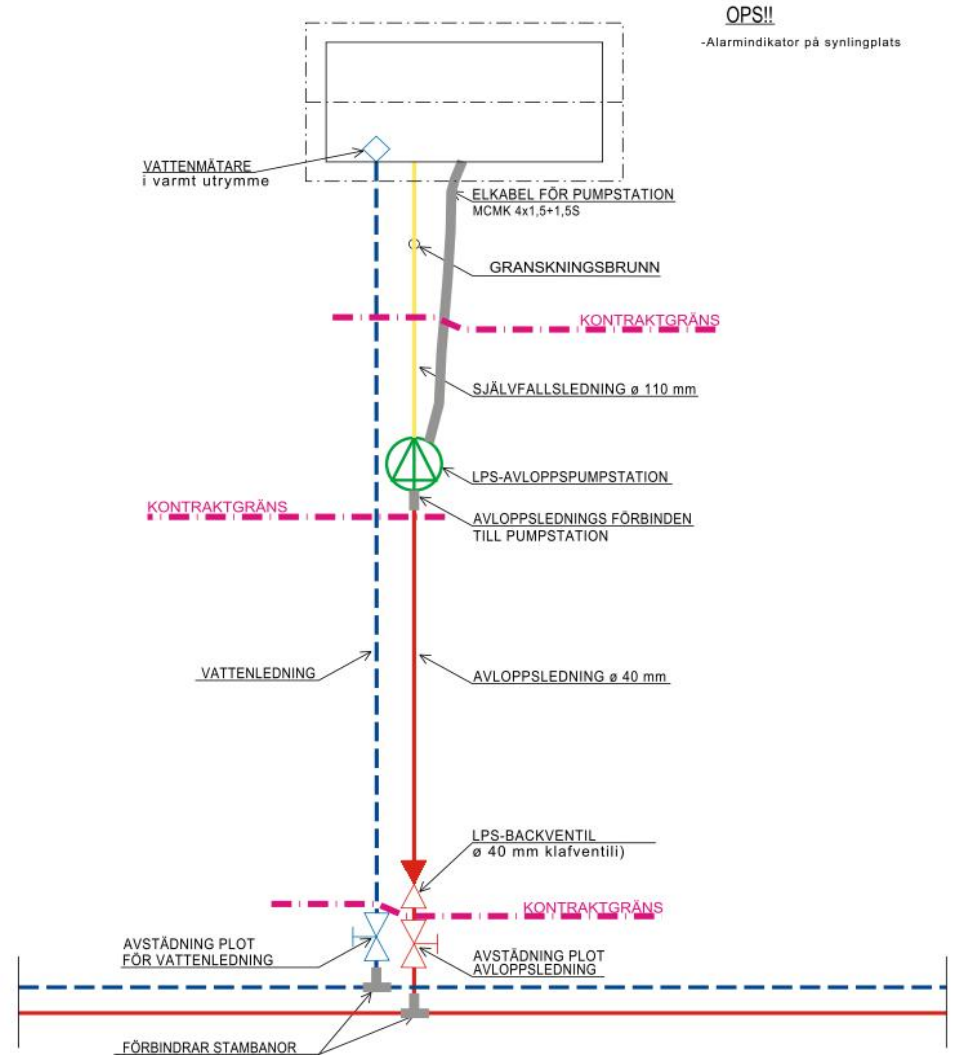 OPS!!
-Alarmindikator på synlingplats
VATTENMÄTARE
i varmt utrymme
ELKABEL FÖR PUMPSTATION
MCMK 4x1,5+1,5S
GRANSKNINGSBRUNN
KONTRAKTGRÄNS
SJÄLVFALLSLEDNING ø 110 mm
LPS-AVLOPPSPUMPSTATION
KONTRAKTGRÄNS
AVLOPPSLEDNINGS FÖRBINDEN
TILL PUMPSTATION
VATTENLEDNING
AVLOPPSLEDNING ø 40 mm
LPS-BACKVENTIL
ø 40 mm klafventili)
KONTRAKTGRÄNS
AVSTÄDNING PLOT
FÖR VATTENLEDNING
AVSTÄDNING PLOT
AVLOPPSLEDNING
FÖRBINDRAR STAMBANOR